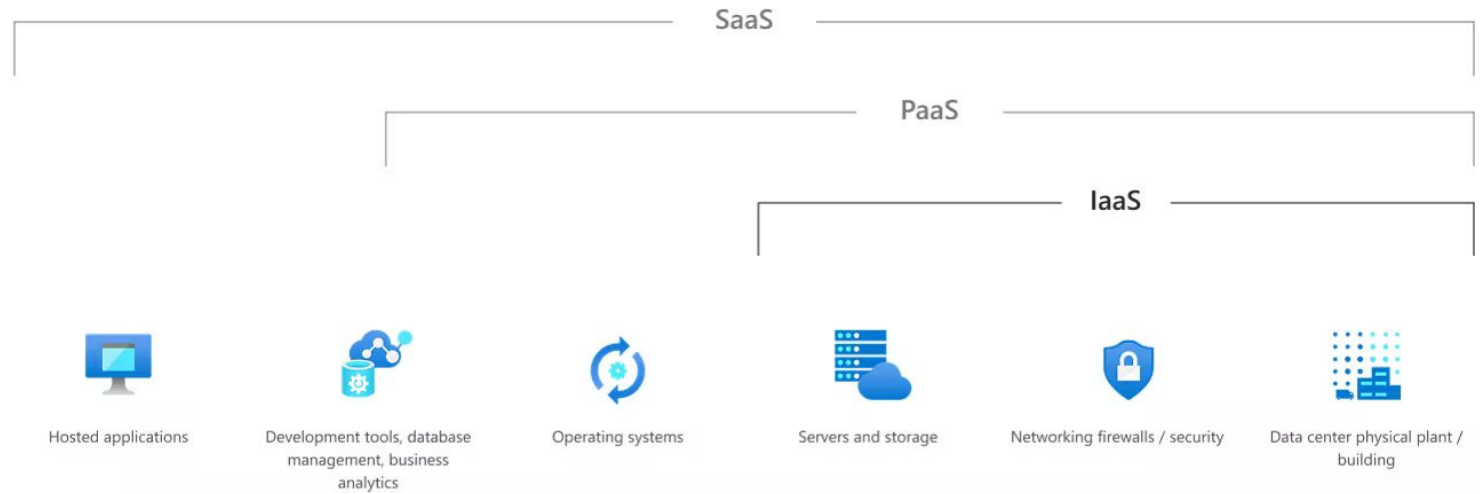 SaaS
PaaS
IaaS
Hosted applications
Development tools, database
management, business
analytics
Operating systems
Servers and storage
Networking firewalls / security
Data center physical plant /
building